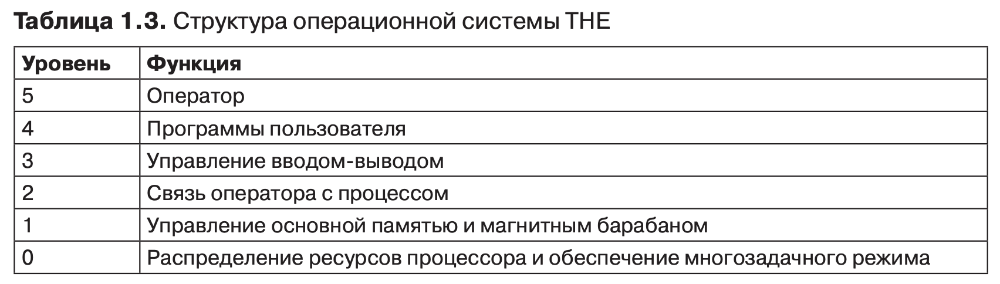 Таблица 1.3. Структура операционной системы THE
Уровень Функция
5 Оператор
4 Программы пользователя
3 Управление вводом-выводом
2 Связь оператора с процессом
1 Управление основной памятью и магнитным барабаном
0 Распределение ресурсов процессора и обеспечение многозадачного режима